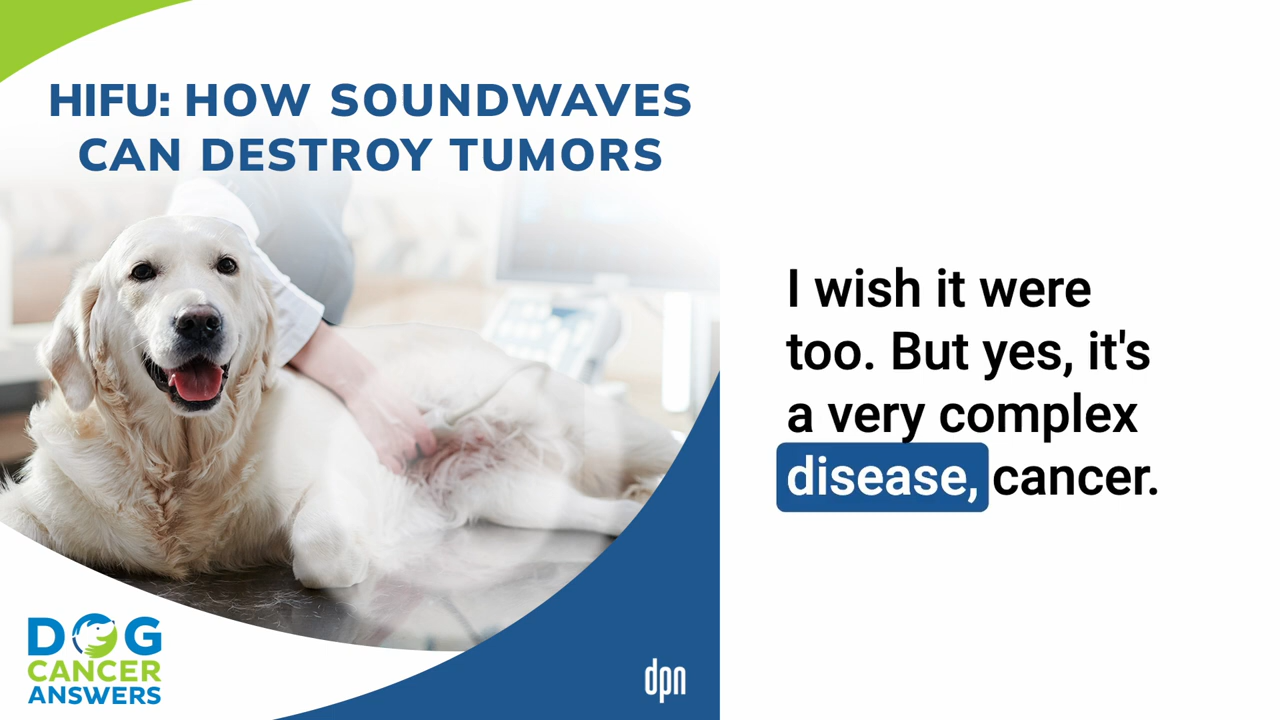 HIFU: HOW SOUNDWAVES
CAN DESTROY TUMORS
I wish it were
too. But yes, it's
a very complex
disease, cancer.
DOG
CANCER
ANSWERS
dpn